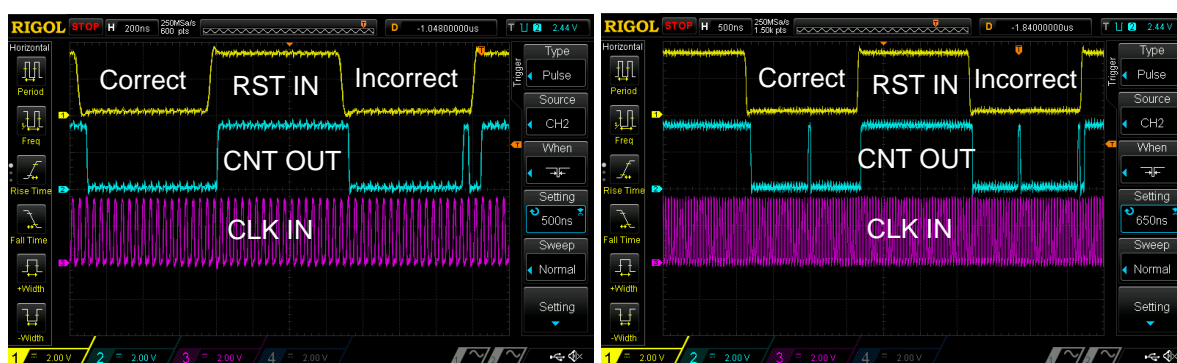 RIGOL STOP H 200ns 250MSa/s 600 pts D -1.04800000us T 2 2.44 V
Horizontal
Period
Freq
Rise Time
Fall Time
+Width
-Width
Correct RST IN Incorrect
CNT OUT
CLK IN
Trigger
Type
Pulse
Source
CH2
When
Setting
500ns
Sweep
Normal
Setting
1 = 2.00 V 2 = 2.00 V 3 = 2.00 V 4 = 2.00 V
RIGOL STOP H 500ns 250MSa/s 1.50k pts D -1.84000000us T 2 2.44 V
Horizontal
Period
Freq
Rise Time
Fall Time
+Width
-Width
Correct RST IN Incorrect
CNT OUT
CLK IN
Trigger
Type
Pulse
Source
CH2
When
Setting
650ns
Sweep
Normal
Setting
1 = 2.00 V 2 = 2.00 V 3 = 2.00 V 4 = 2.00 V